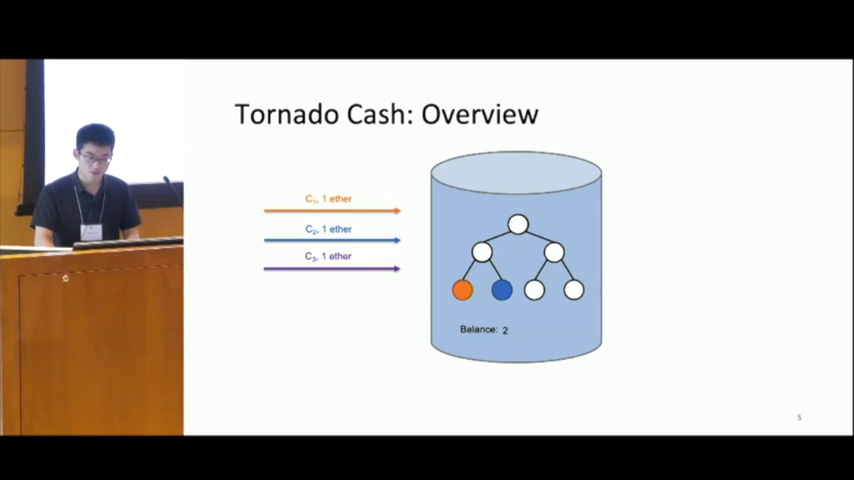 Tornado Cash: Overview
C₁, 1 ether
C₂, 1 ether
C₃, 1 ether
Balance: 2
5